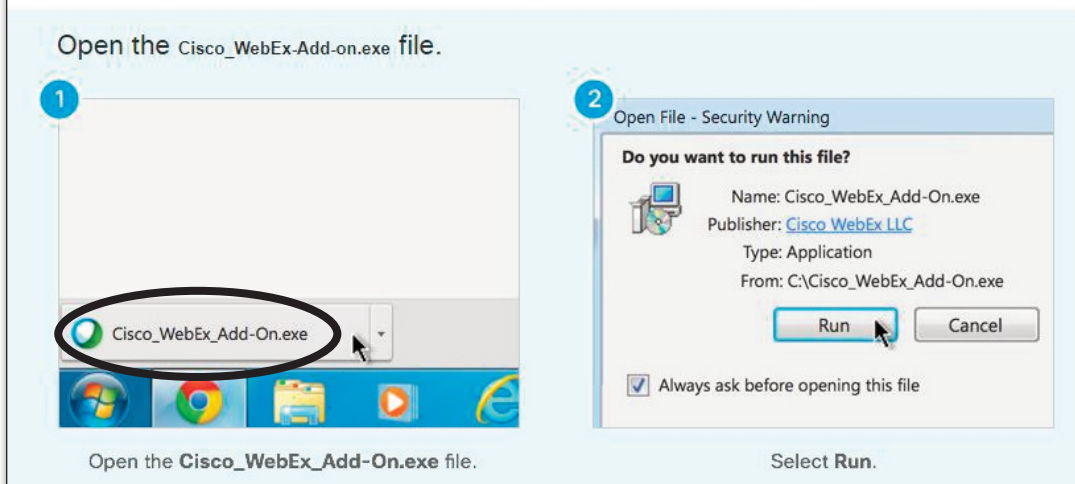 Open the Cisco_WebEx-Add-on.exe file.
1
Cisco_WebEx_Add-On.exe
Open the Cisco_WebEx_Add-On.exe file.
2
Open File - Security Warning
Do you want to run this file?
Name: Cisco_WebEx_Add-On.exe
Publisher: Cisco WebEx LLC
Type: Application
From: C:\Cisco_WebEx_Add-On.exe
Run Cancel
Always ask before opening this file
Select Run.